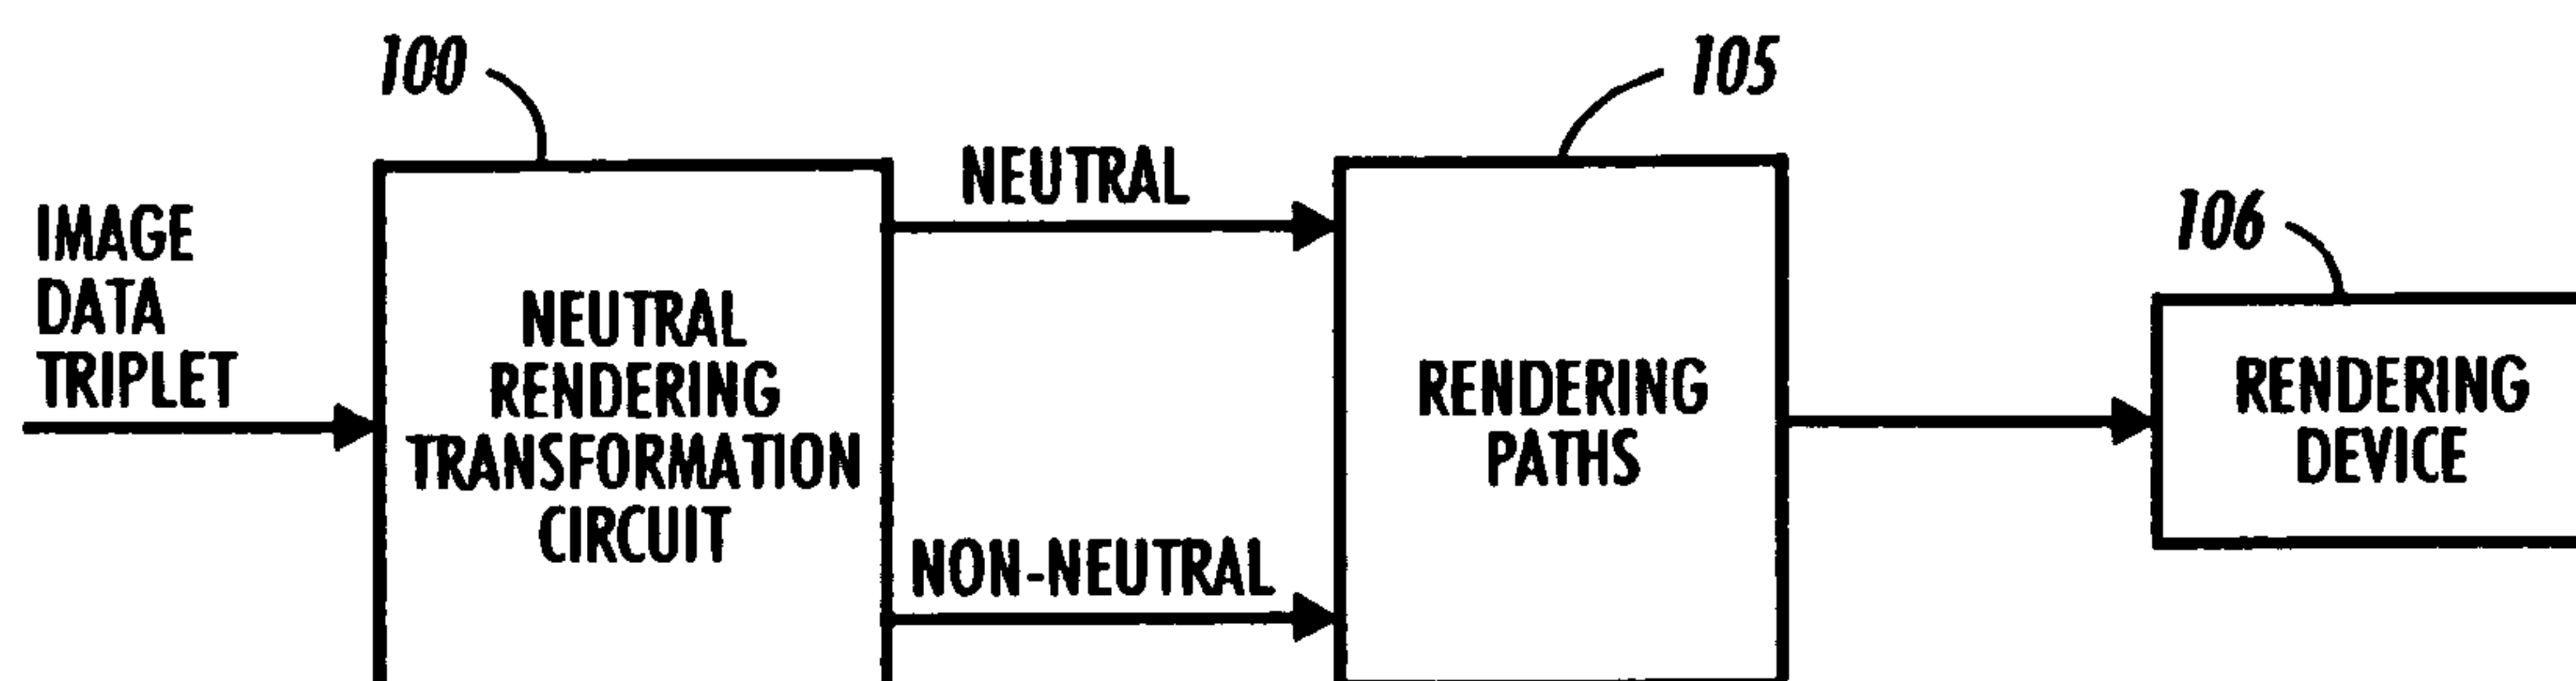 100
105
106
IMAGE
DATA
TRIPLET
NEUTRAL
RENDERING
TRANSFORMATION
CIRCUIT
NEUTRAL
NON-NEUTRAL
RENDERING
PATHS
RENDERING
DEVICE